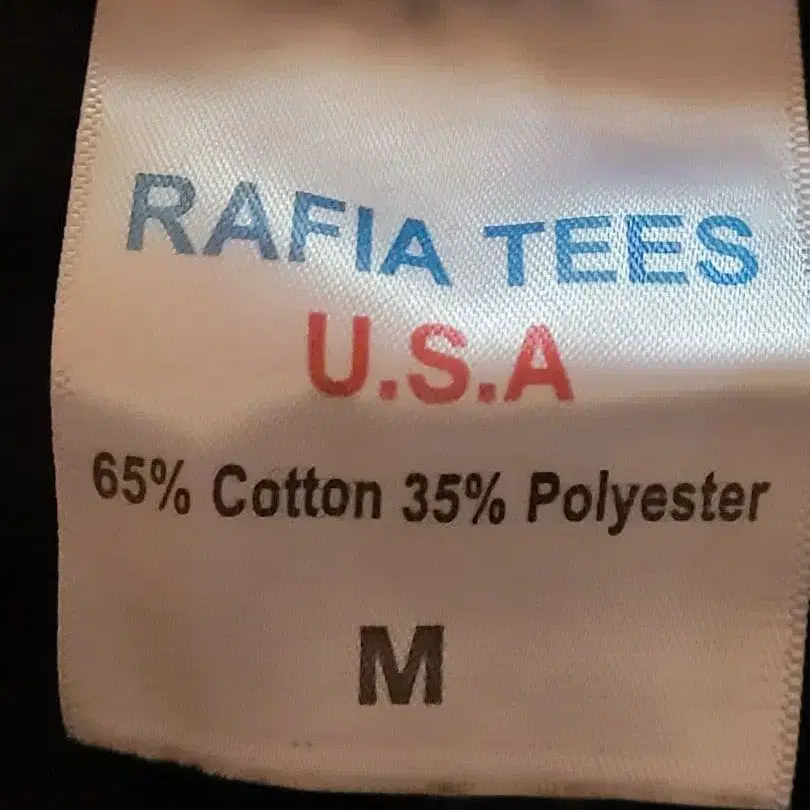 RAFIA TEES
U.S.A
65% Cotton 35% Polyester
M